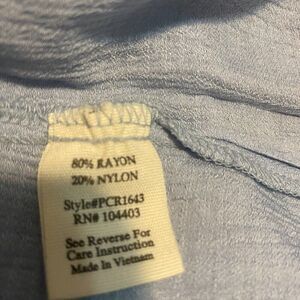 80% RAYON
20% NYLON
Style#PCR1643
RN# 104403
See Reverse For
Care Instruction
Made in Vietnam